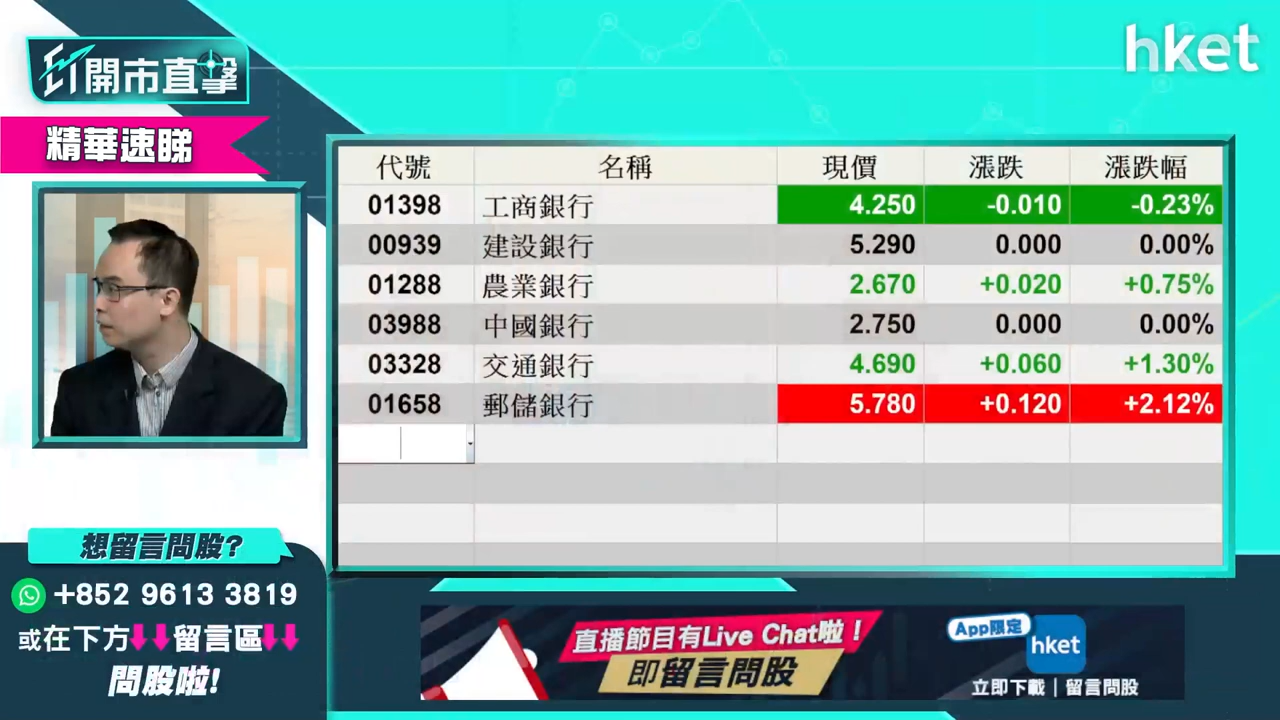 hket
ET開市直擊
精華速睇
代號 名稱 現價 漲跌 漲跌幅
01398 工商銀行 4.250 -0.010 -0.23%
00939 建設銀行 5.290 0.000 0.00%
01288 農業銀行 2.670 +0.020 +0.75%
03988 中國銀行 2.750 0.000 0.00%
03328 交通銀行 4.690 +0.060 +1.30%
01658 郵儲銀行 5.780 +0.120 +2.12%
想留言問股?
+852 9613 3819
或在下方留言區
問股啦!
直播節目有Live Chat啦！
即留言問股
App限定
hket
立即下載 | 留言問股